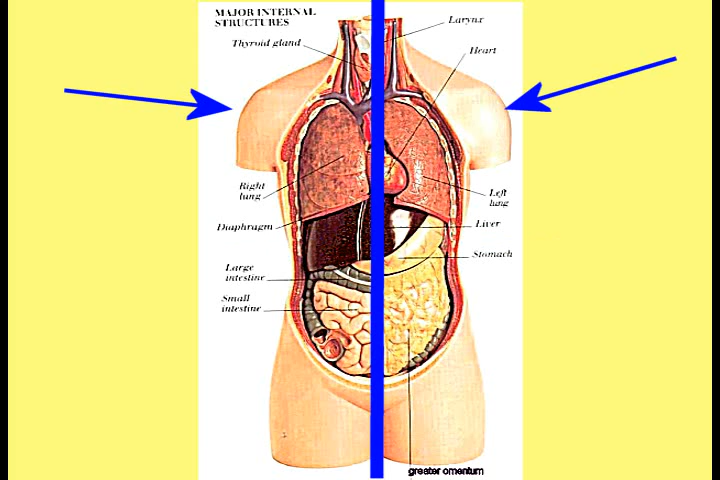 MAJOR INTERNAL
STRUCTURES
Larynx
Thyroid gland
Heart
Right
lung
Left
lung
Diaphragm
Liver
Stomach
Large
intestine
Small
intestine
greater omentum